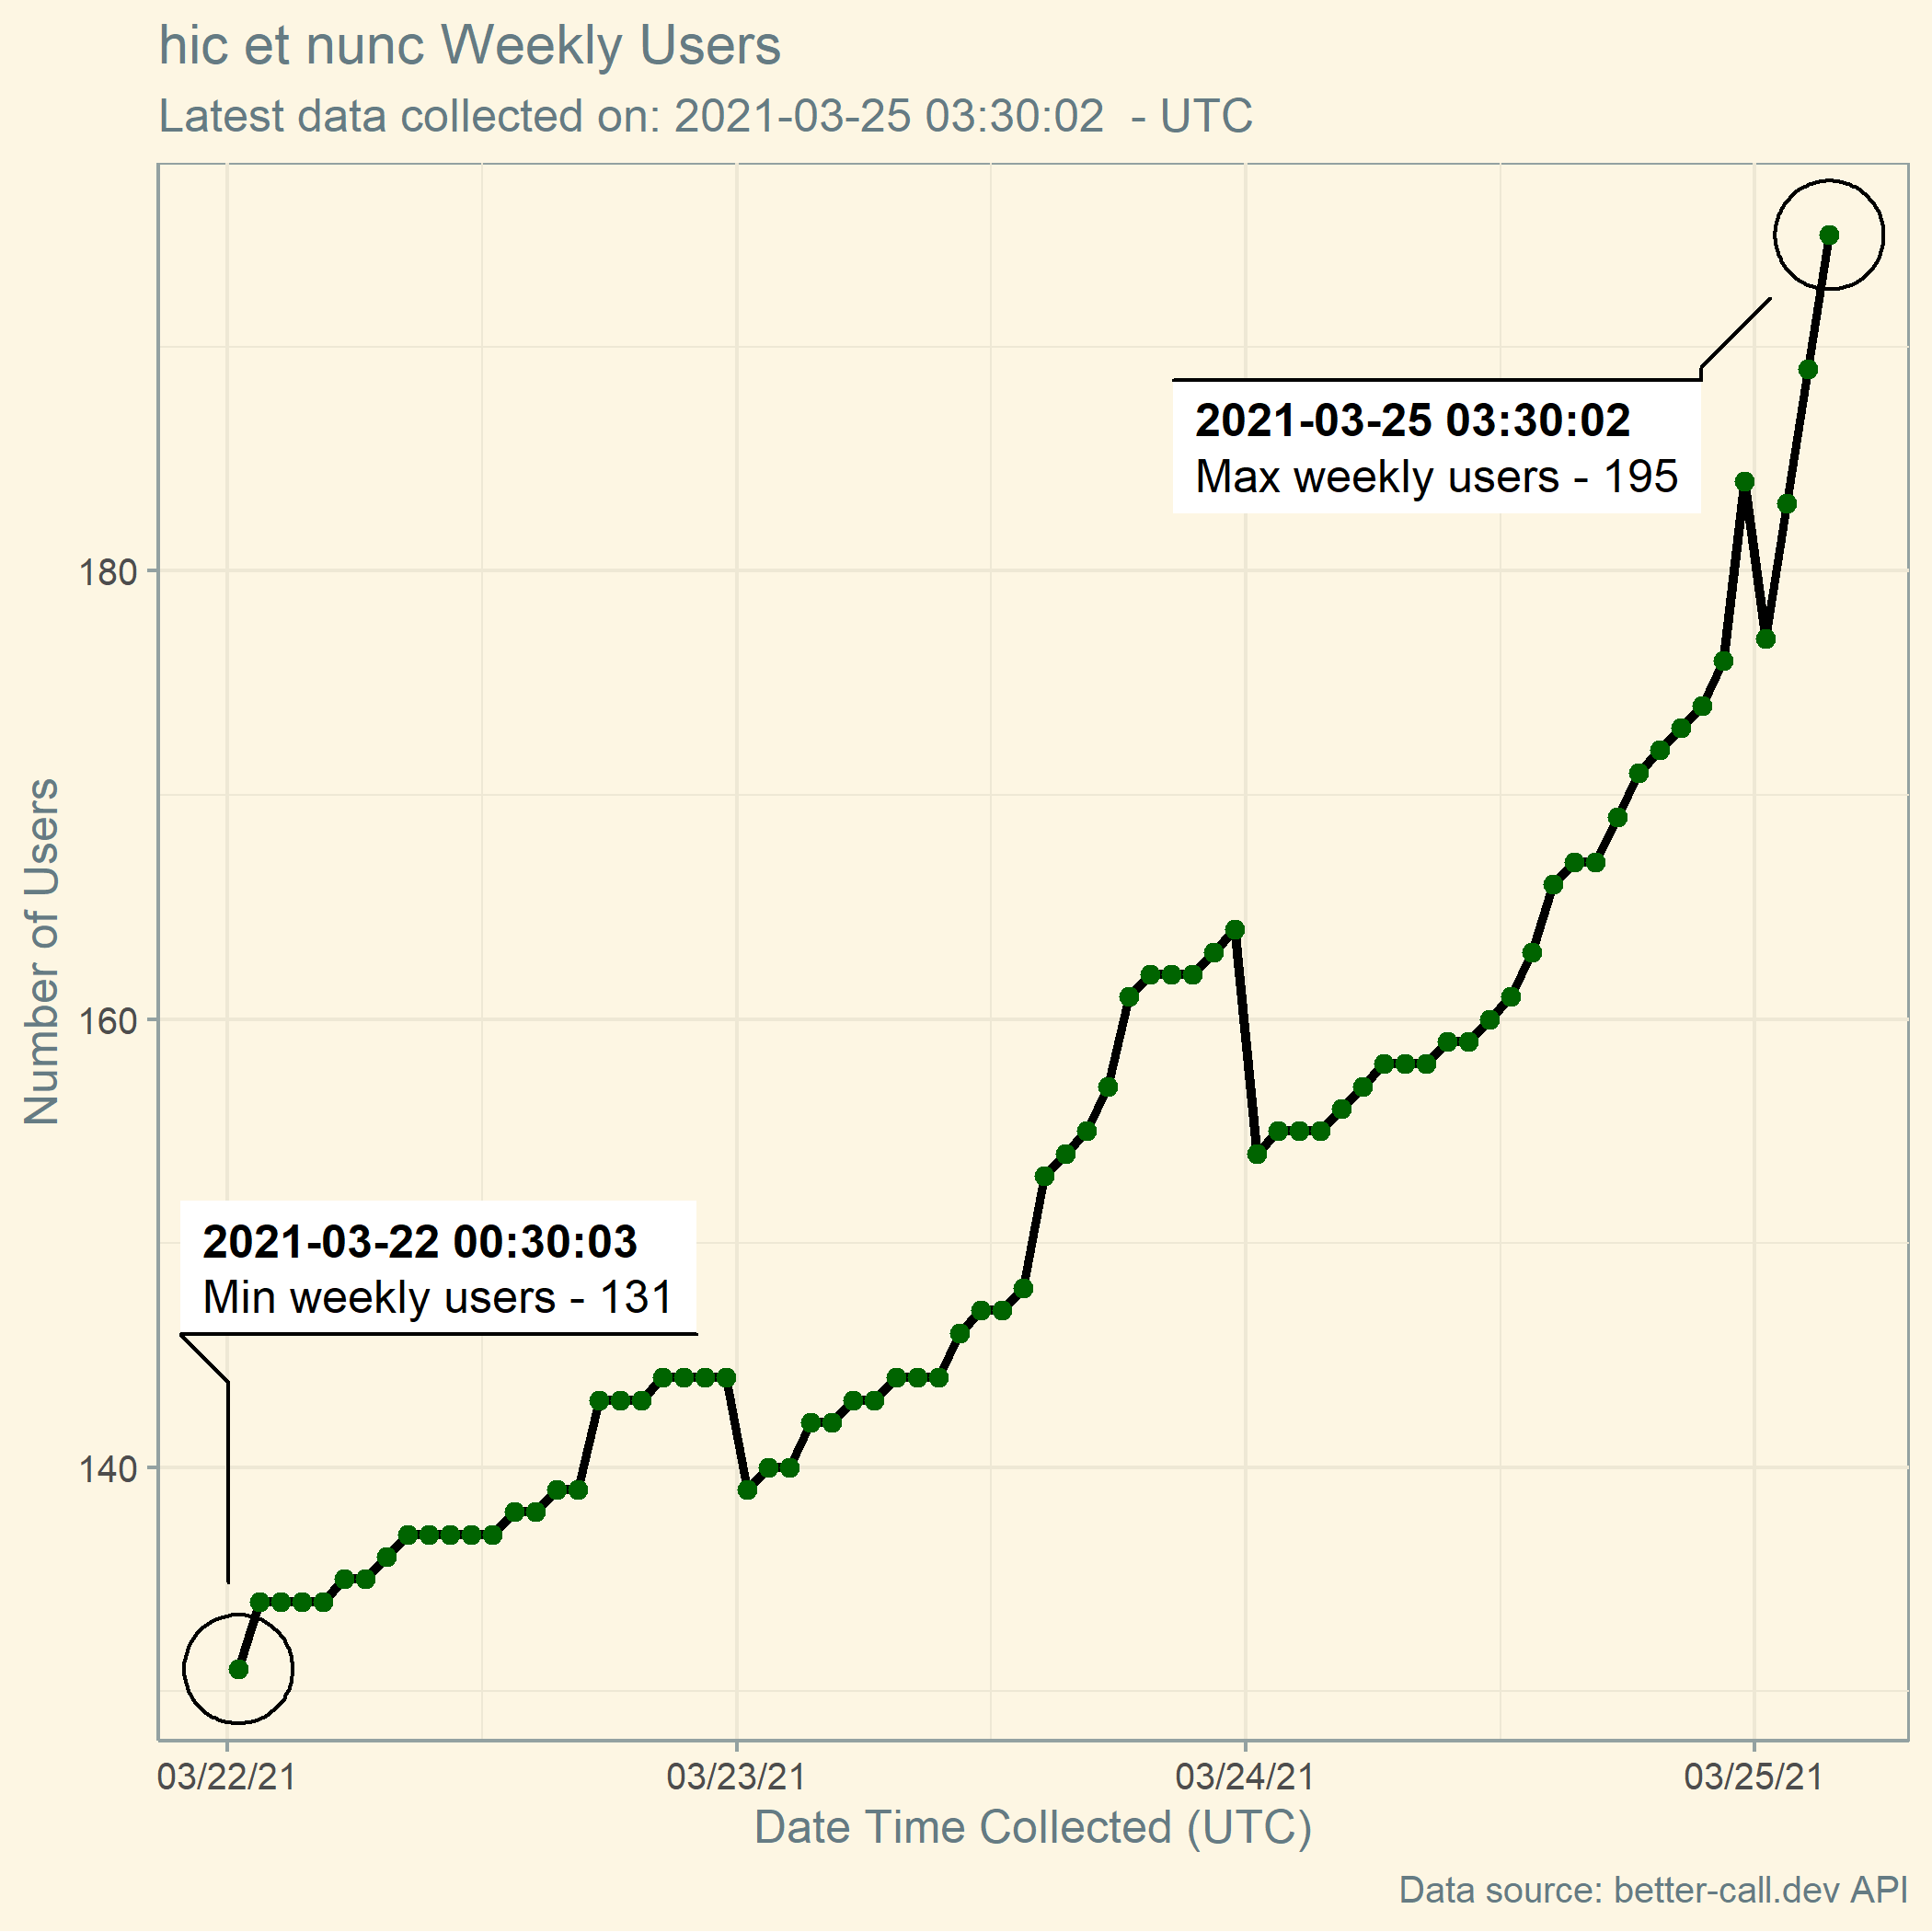 hic et nunc Weekly Users
Latest data collected on: 2021-03-25 03:30:02  - UTC
2021-03-25 03:30:02
Max weekly users - 195
180
160
140
Number of Users
2021-03-22 00:30:03
Min weekly users - 131
03/22/21 03/23/21 03/24/21 03/25/21
Date Time Collected (UTC)
Data source: better-call.dev API